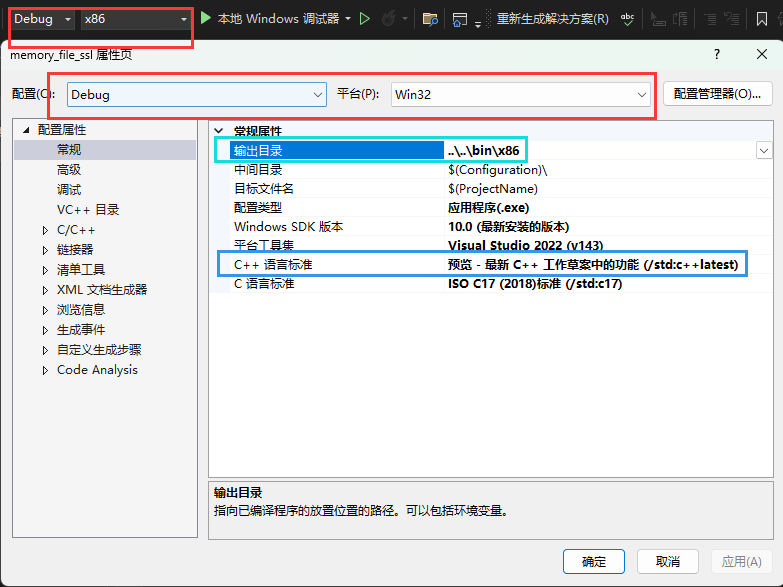 Debug x86 本地 Windows 调试器 重新生成解决方案(R) abc
memory_file_ssl 属性页 ?
配置(C): Debug 平台(P): Win32 配置管理器(O)...
配置属性
常规
高级
调试
VC++ 目录
C/C++
链接器
清单工具
XML 文档生成器
浏览信息
生成事件
自定义生成步骤
Code Analysis
常规属性
输出目录 ..\..\bin\x86
中间目录 $(Configuration)\
目标文件名 $(ProjectName)
配置类型 应用程序(.exe)
Windows SDK 版本 10.0 (最新安装的版本)
平台工具集 Visual Studio 2022 (v143)
C++ 语言标准 预览 - 最新 C++ 工作草案中的功能 (/std:c++latest)
C 语言标准 ISO C17 (2018)标准 (/std:c17)
输出目录
指向已编译程序的放置位置的路径。可以包括环境变量。
确定 取消 应用(A)